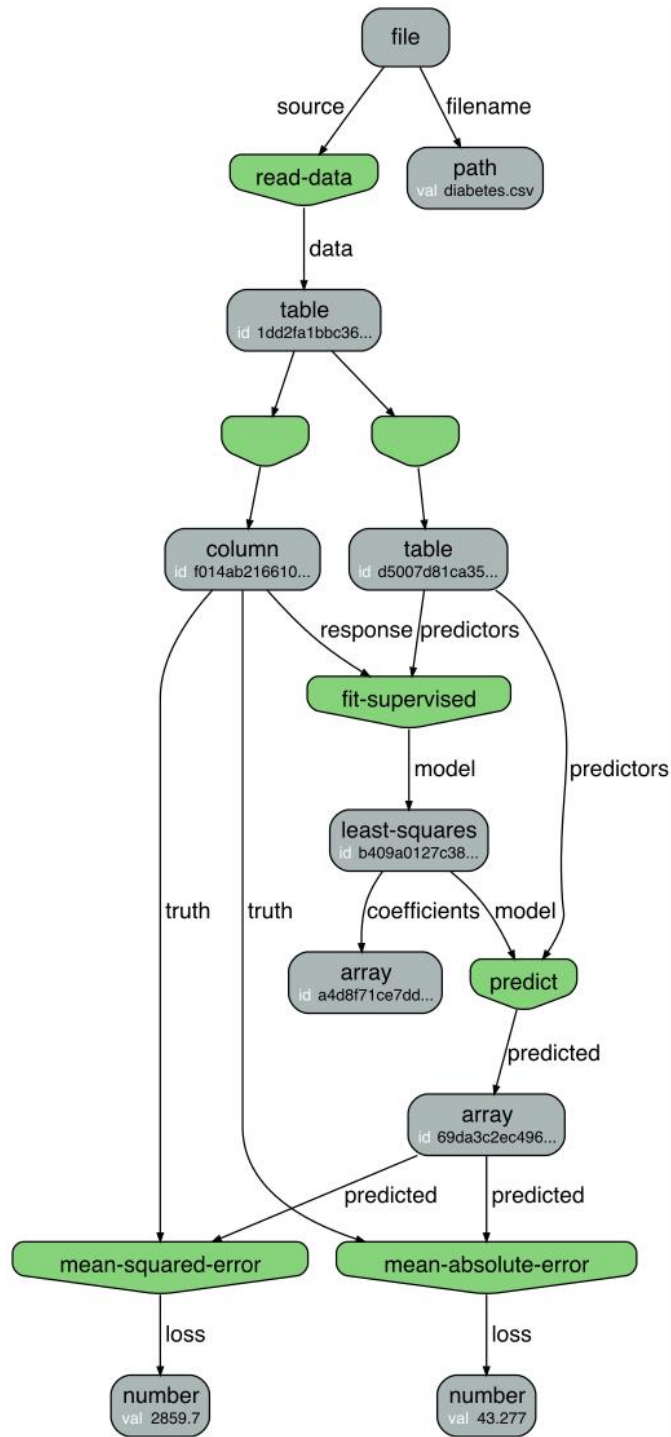 file
source
filename
read-data
path
val diabetes.csv
data
table
id 1dd2fa1bbc36...
column
id f014ab216610...
table
id d5007d81ca35...
response
predictors
fit-supervised
model
predictors
least-squares
id b409a0127c38...
truth
truth
coefficients
model
array
id a4d8f71ce7dd...
predict
predicted
array
id 69da3c2ec496...
predicted
predicted
mean-squared-error
mean-absolute-error
loss
loss
number
val 2859.7
number
val 43.277